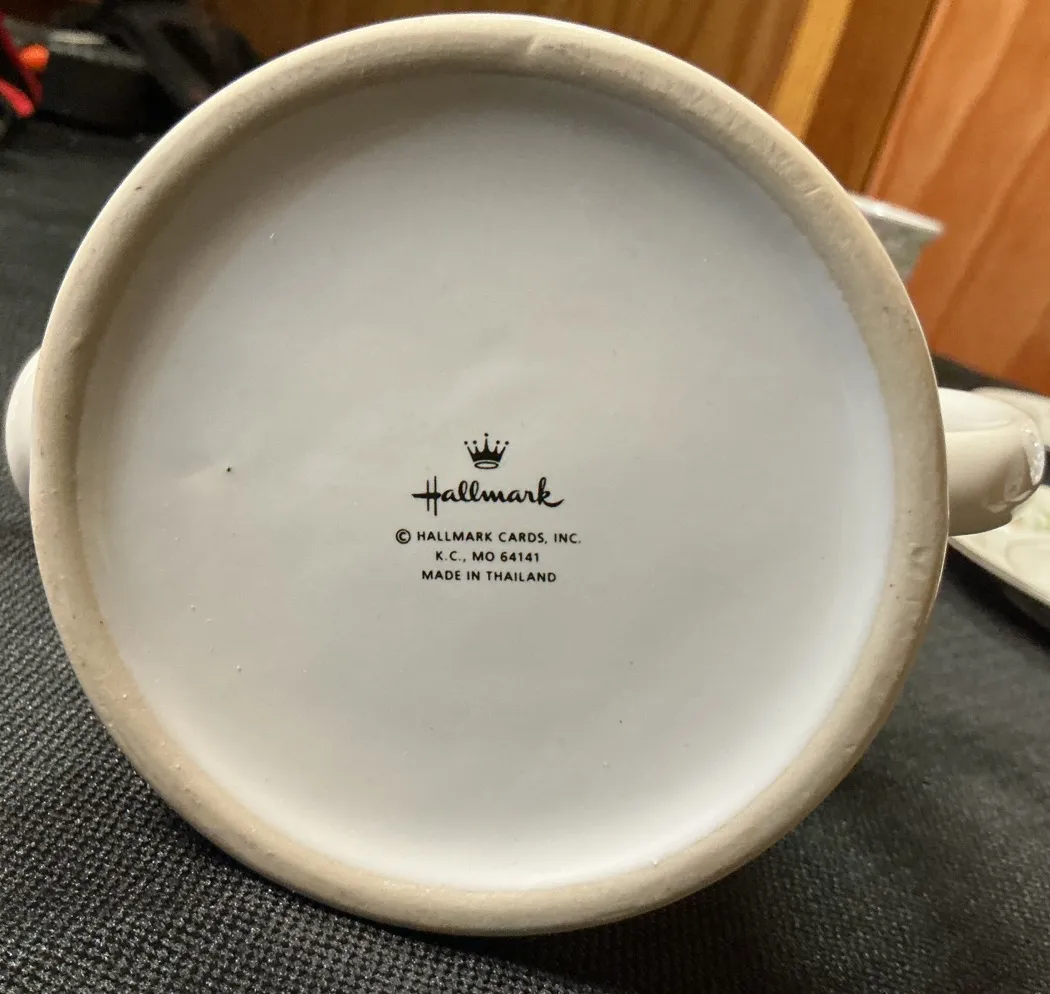 Hallmark
© HALLMARK CARDS, INC.
K.C., MO 64141
MADE IN THAILAND